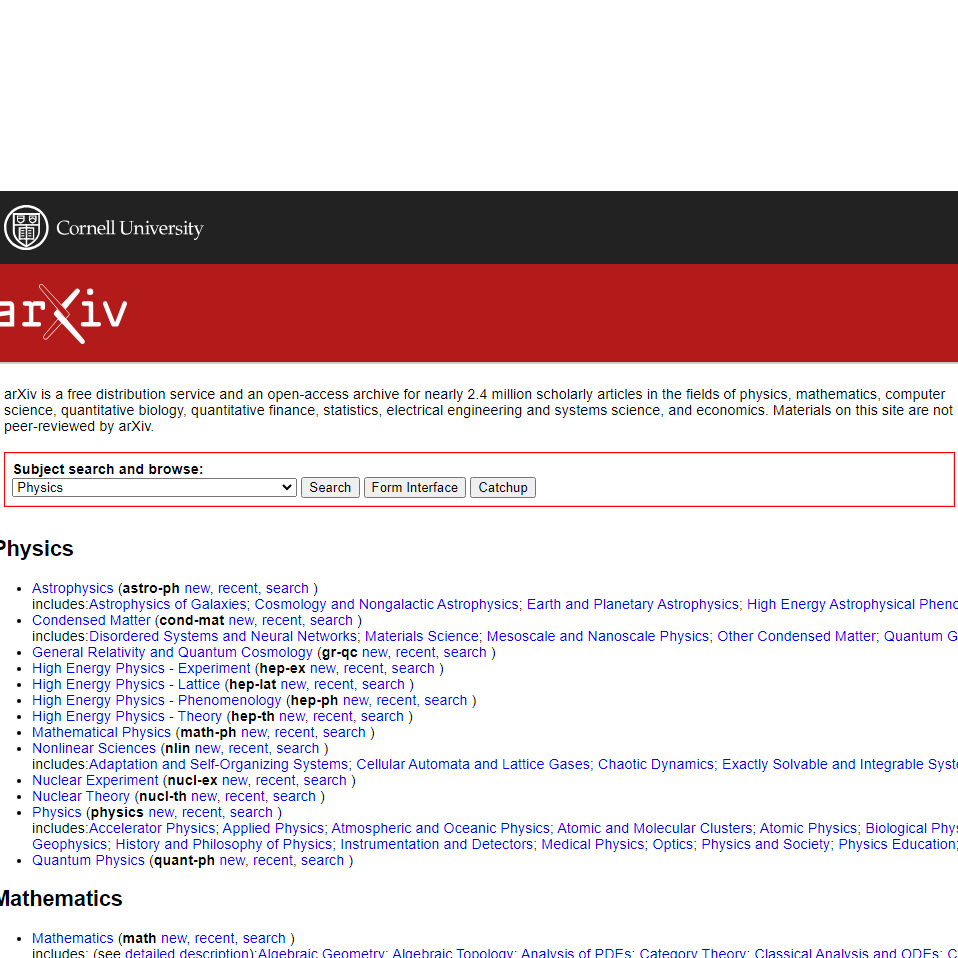 Cornell University
arXiv
arXiv is a free distribution service and an open-access archive for nearly 2.4 million scholarly articles in the fields of physics, mathematics, computer
science, quantitative biology, quantitative finance, statistics, electrical engineering and systems science, and economics. Materials on this site are not
peer-reviewed by arXiv.
Subject search and browse:
Physics Search Form Interface Catchup
Physics
Astrophysics (astro-ph new, recent, search )
includes:Astrophysics of Galaxies; Cosmology and Nongalactic Astrophysics; Earth and Planetary Astrophysics; High Energy Astrophysical Pheno
Condensed Matter (cond-mat new, recent, search )
includes:Disordered Systems and Neural Networks; Materials Science; Mesoscale and Nanoscale Physics; Other Condensed Matter; Quantum G
General Relativity and Quantum Cosmology (gr-qc new, recent, search )
High Energy Physics - Experiment (hep-ex new, recent, search )
High Energy Physics - Lattice (hep-lat new, recent, search )
High Energy Physics - Phenomenology (hep-ph new, recent, search )
High Energy Physics - Theory (hep-th new, recent, search )
Mathematical Physics (math-ph new, recent, search )
Nonlinear Sciences (nlin new, recent, search )
includes:Adaptation and Self-Organizing Systems; Cellular Automata and Lattice Gases; Chaotic Dynamics; Exactly Solvable and Integrable Syste
Nuclear Experiment (nucl-ex new, recent, search )
Nuclear Theory (nucl-th new, recent, search )
Physics (physics new, recent, search )
includes:Accelerator Physics; Applied Physics; Atmospheric and Oceanic Physics; Atomic and Molecular Clusters; Atomic Physics; Biological Phys
Geophysics; History and Philosophy of Physics; Instrumentation and Detectors; Medical Physics; Optics; Physics and Society; Physics Education;
Quantum Physics (quant-ph new, recent, search )
Mathematics
Mathematics (math new, recent, search )
includes: (see detailed description):Algebraic Geometry; Algebraic Topology; Analysis of PDEs; Category Theory; Classical Analysis and ODEs; C